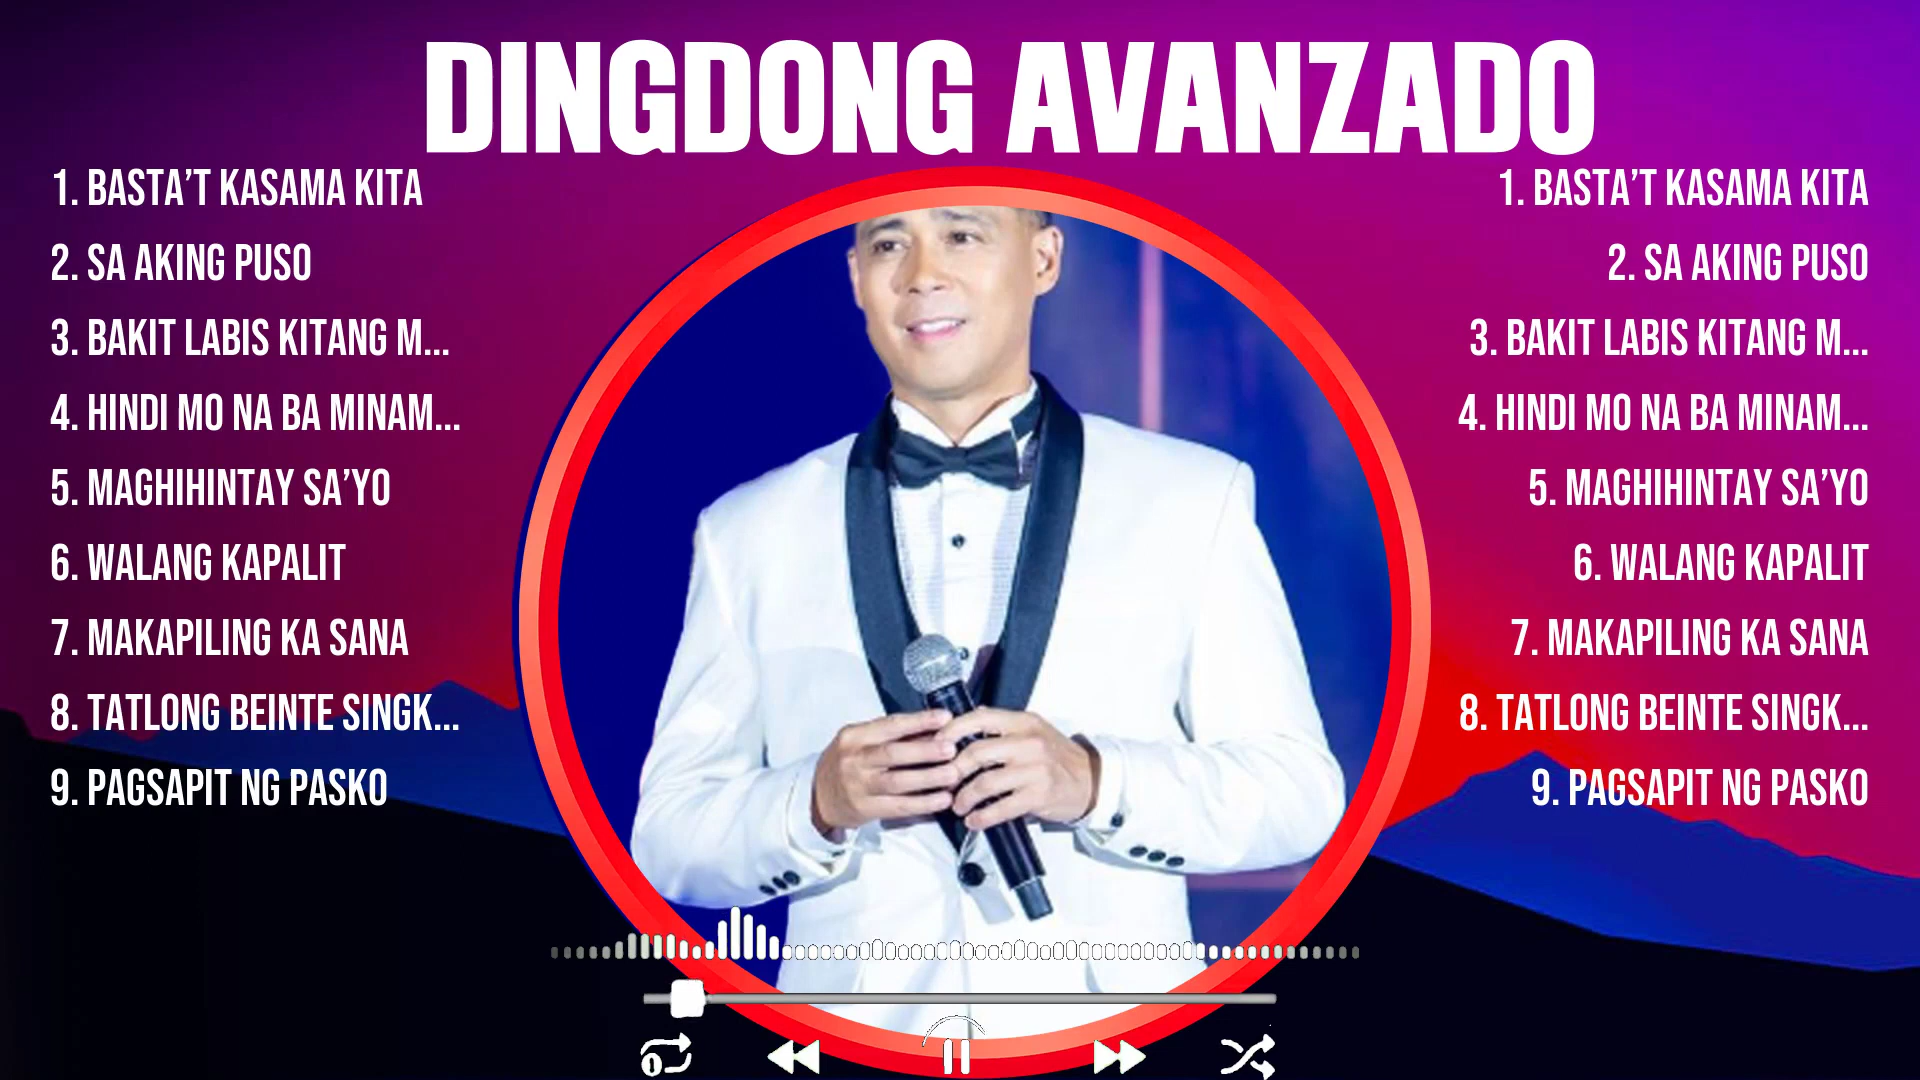 DINGDONG AVANZADO
1. BASTA’T KASAMA KITA
2. SA AKING PUSO
3. BAKIT LABIS KITANG M...
4. HINDI MO NA BA MINAM...
5. MAGHIHINTAY SA’YO
6. WALANG KAPALIT
7. MAKAPILING KA SANA
8. TATLONG BEINTE SINGK...
9. PAGSAPIT NG PASKO
1. BASTA’T KASAMA KITA
2. SA AKING PUSO
3. BAKIT LABIS KITANG M...
4. HINDI MO NA BA MINAM...
5. MAGHIHINTAY SA’YO
6. WALANG KAPALIT
7. MAKAPILING KA SANA
8. TATLONG BEINTE SINGK...
9. PAGSAPIT NG PASKO